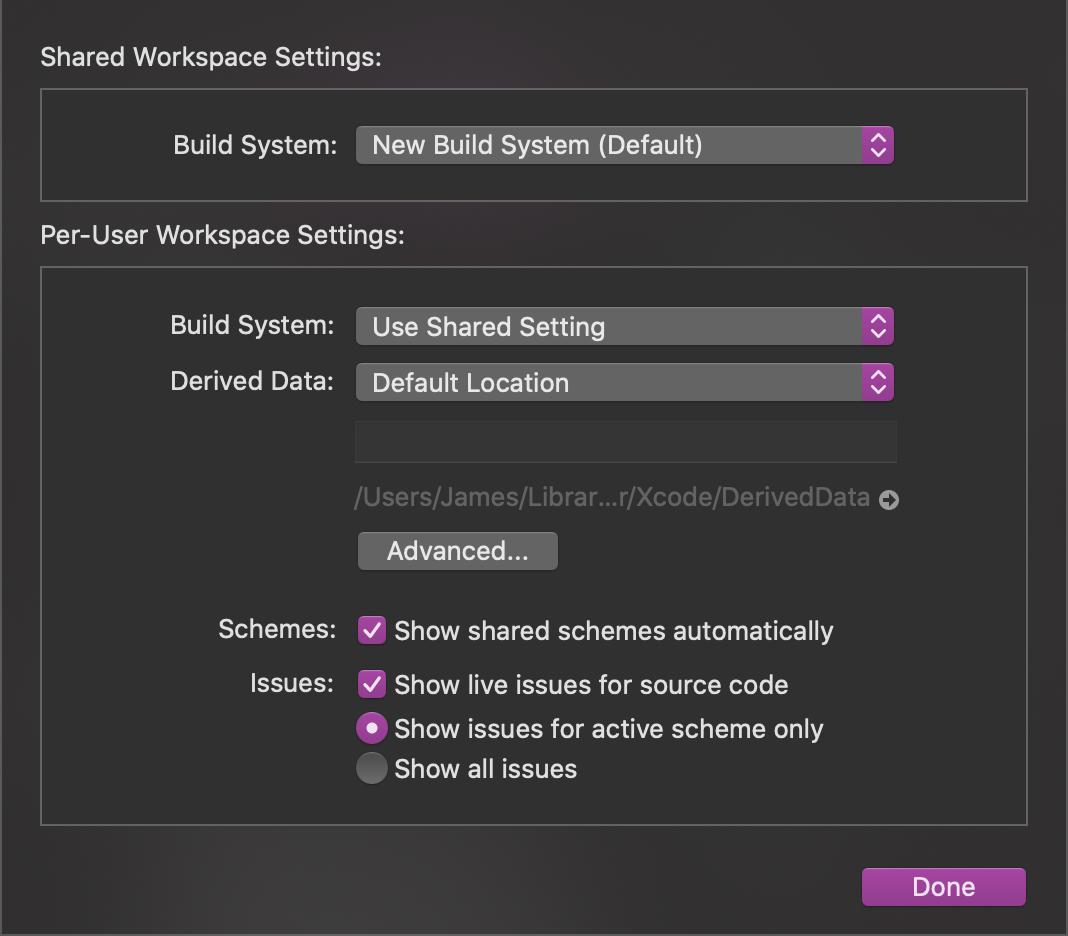 Shared Workspace Settings:
Build System: New Build System (Default)
Per-User Workspace Settings:
Build System: Use Shared Setting
Derived Data: Default Location
/Users/James/Librar...r/Xcode/DerivedData
Advanced...
Schemes: Show shared schemes automatically
Issues: Show live issues for source code
Show issues for active scheme only
Show all issues
Done